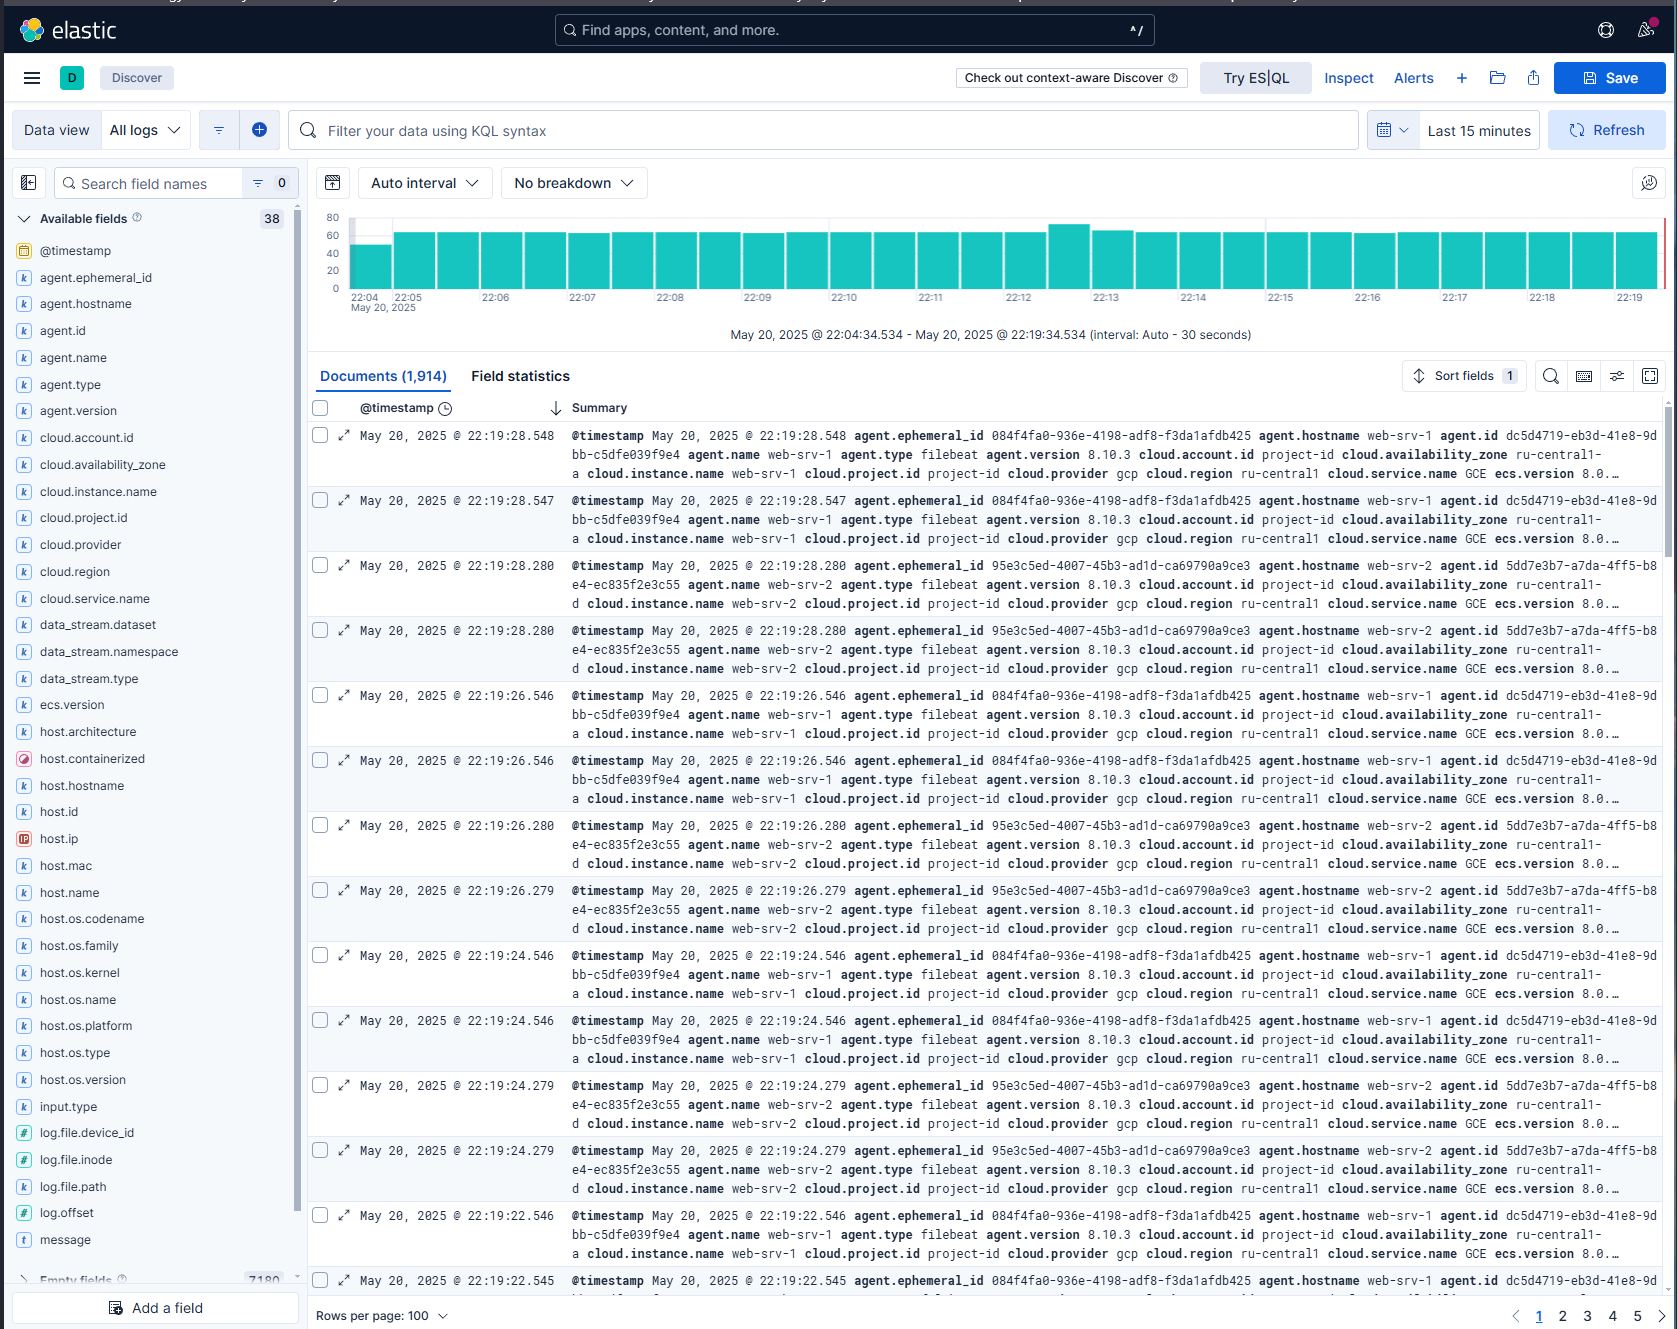 elastic
Find apps, content, and more.
^/
D
Discover
Check out context-aware Discover
Try ES|QL
Inspect
Alerts
Save
Data view
All logs
Filter your data using KQL syntax
Last 15 minutes
Refresh
Search field names
0
Auto interval
No breakdown
Available fields
38
@timestamp
agent.ephemeral_id
agent.hostname
agent.id
agent.name
agent.type
agent.version
cloud.account.id
cloud.availability_zone
cloud.instance.name
cloud.project.id
cloud.provider
cloud.region
cloud.service.name
data_stream.dataset
data_stream.namespace
data_stream.type
ecs.version
host.architecture
host.containerized
host.hostname
host.id
host.ip
host.mac
host.name
host.os.codename
host.os.family
host.os.kernel
host.os.name
host.os.platform
host.os.type
host.os.version
input.type
log.file.device_id
log.file.inode
log.file.path
log.offset
message
Empty fields
7180
Add a field
80
60
40
20
0
22:04 22:05 22:06 22:07 22:08 22:09 22:10 22:11 22:12 22:13 22:14 22:15 22:16 22:17 22:18 22:19
May 20, 2025
May 20, 2025 @ 22:04:34.534 - May 20, 2025 @ 22:19:34.534 (interval: Auto - 30 seconds)
Documents (1,914)
Field statistics
Sort fields 1
@timestamp
Summary
May 20, 2025 @ 22:19:28.548 @timestamp May 20, 2025 @ 22:19:28.548 agent.ephemeral_id 084f4fa0-936e-4198-adf8-f3da1afdb425 agent.hostname web-srv-1 agent.id dc5d4719-eb3d-41e8-9d
bb-c5dfe039f9e4 agent.name web-srv-1 agent.type filebeat agent.version 8.10.3 cloud.account.id project-id cloud.availability_zone ru-central1-
a cloud.instance.name web-srv-1 cloud.project.id project-id cloud.provider gcp cloud.region ru-central1 cloud.service.name GCE ecs.version 8.0.…
May 20, 2025 @ 22:19:28.547 @timestamp May 20, 2025 @ 22:19:28.547 agent.ephemeral_id 084f4fa0-936e-4198-adf8-f3da1afdb425 agent.hostname web-srv-1 agent.id dc5d4719-eb3d-41e8-9d
bb-c5dfe039f9e4 agent.name web-srv-1 agent.type filebeat agent.version 8.10.3 cloud.account.id project-id cloud.availability_zone ru-central1-
a cloud.instance.name web-srv-1 cloud.project.id project-id cloud.provider gcp cloud.region ru-central1 cloud.service.name GCE ecs.version 8.0.…
May 20, 2025 @ 22:19:28.280 @timestamp May 20, 2025 @ 22:19:28.280 agent.ephemeral_id 95e3c5ed-4007-45b3-ad1d-ca69790a9ce3 agent.hostname web-srv-2 agent.id 5dd7e3b7-a7da-4ff5-b8
e4-ec835f2e3c55 agent.name web-srv-2 agent.type filebeat agent.version 8.10.3 cloud.account.id project-id cloud.availability_zone ru-central1-
d cloud.instance.name web-srv-2 cloud.project.id project-id cloud.provider gcp cloud.region ru-central1 cloud.service.name GCE ecs.version 8.0.…
May 20, 2025 @ 22:19:28.280 @timestamp May 20, 2025 @ 22:19:28.280 agent.ephemeral_id 95e3c5ed-4007-45b3-ad1d-ca69790a9ce3 agent.hostname web-srv-2 agent.id 5dd7e3b7-a7da-4ff5-b8
e4-ec835f2e3c55 agent.name web-srv-2 agent.type filebeat agent.version 8.10.3 cloud.account.id project-id cloud.availability_zone ru-central1-
d cloud.instance.name web-srv-2 cloud.project.id project-id cloud.provider gcp cloud.region ru-central1 cloud.service.name GCE ecs.version 8.0.…
May 20, 2025 @ 22:19:26.546 @timestamp May 20, 2025 @ 22:19:26.546 agent.ephemeral_id 084f4fa0-936e-4198-adf8-f3da1afdb425 agent.hostname web-srv-1 agent.id dc5d4719-eb3d-41e8-9d
bb-c5dfe039f9e4 agent.name web-srv-1 agent.type filebeat agent.version 8.10.3 cloud.account.id project-id cloud.availability_zone ru-central1-
a cloud.instance.name web-srv-1 cloud.project.id project-id cloud.provider gcp cloud.region ru-central1 cloud.service.name GCE ecs.version 8.0.…
May 20, 2025 @ 22:19:26.546 @timestamp May 20, 2025 @ 22:19:26.546 agent.ephemeral_id 084f4fa0-936e-4198-adf8-f3da1afdb425 agent.hostname web-srv-1 agent.id dc5d4719-eb3d-41e8-9d
bb-c5dfe039f9e4 agent.name web-srv-1 agent.type filebeat agent.version 8.10.3 cloud.account.id project-id cloud.availability_zone ru-central1-
a cloud.instance.name web-srv-1 cloud.project.id project-id cloud.provider gcp cloud.region ru-central1 cloud.service.name GCE ecs.version 8.0.…
May 20, 2025 @ 22:19:26.280 @timestamp May 20, 2025 @ 22:19:26.280 agent.ephemeral_id 95e3c5ed-4007-45b3-ad1d-ca69790a9ce3 agent.hostname web-srv-2 agent.id 5dd7e3b7-a7da-4ff5-b8
e4-ec835f2e3c55 agent.name web-srv-2 agent.type filebeat agent.version 8.10.3 cloud.account.id project-id cloud.availability_zone ru-central1-
d cloud.instance.name web-srv-2 cloud.project.id project-id cloud.provider gcp cloud.region ru-central1 cloud.service.name GCE ecs.version 8.0.…
May 20, 2025 @ 22:19:26.279 @timestamp May 20, 2025 @ 22:19:26.279 agent.ephemeral_id 95e3c5ed-4007-45b3-ad1d-ca69790a9ce3 agent.hostname web-srv-2 agent.id 5dd7e3b7-a7da-4ff5-b8
e4-ec835f2e3c55 agent.name web-srv-2 agent.type filebeat agent.version 8.10.3 cloud.account.id project-id cloud.availability_zone ru-central1-
d cloud.instance.name web-srv-2 cloud.project.id project-id cloud.provider gcp cloud.region ru-central1 cloud.service.name GCE ecs.version 8.0.…
May 20, 2025 @ 22:19:24.546 @timestamp May 20, 2025 @ 22:19:24.546 agent.ephemeral_id 084f4fa0-936e-4198-adf8-f3da1afdb425 agent.hostname web-srv-1 agent.id dc5d4719-eb3d-41e8-9d
bb-c5dfe039f9e4 agent.name web-srv-1 agent.type filebeat agent.version 8.10.3 cloud.account.id project-id cloud.availability_zone ru-central1-
a cloud.instance.name web-srv-1 cloud.project.id project-id cloud.provider gcp cloud.region ru-central1 cloud.service.name GCE ecs.version 8.0.…
May 20, 2025 @ 22:19:24.546 @timestamp May 20, 2025 @ 22:19:24.546 agent.ephemeral_id 084f4fa0-936e-4198-adf8-f3da1afdb425 agent.hostname web-srv-1 agent.id dc5d4719-eb3d-41e8-9d
bb-c5dfe039f9e4 agent.name web-srv-1 agent.type filebeat agent.version 8.10.3 cloud.account.id project-id cloud.availability_zone ru-central1-
a cloud.instance.name web-srv-1 cloud.project.id project-id cloud.provider gcp cloud.region ru-central1 cloud.service.name GCE ecs.version 8.0.…
May 20, 2025 @ 22:19:24.279 @timestamp May 20, 2025 @ 22:19:24.279 agent.ephemeral_id 95e3c5ed-4007-45b3-ad1d-ca69790a9ce3 agent.hostname web-srv-2 agent.id 5dd7e3b7-a7da-4ff5-b8
e4-ec835f2e3c55 agent.name web-srv-2 agent.type filebeat agent.version 8.10.3 cloud.account.id project-id cloud.availability_zone ru-central1-
d cloud.instance.name web-srv-2 cloud.project.id project-id cloud.provider gcp cloud.region ru-central1 cloud.service.name GCE ecs.version 8.0.…
May 20, 2025 @ 22:19:24.279 @timestamp May 20, 2025 @ 22:19:24.279 agent.ephemeral_id 95e3c5ed-4007-45b3-ad1d-ca69790a9ce3 agent.hostname web-srv-2 agent.id 5dd7e3b7-a7da-4ff5-b8
e4-ec835f2e3c55 agent.name web-srv-2 agent.type filebeat agent.version 8.10.3 cloud.account.id project-id cloud.availability_zone ru-central1-
d cloud.instance.name web-srv-2 cloud.project.id project-id cloud.provider gcp cloud.region ru-central1 cloud.service.name GCE ecs.version 8.0.…
May 20, 2025 @ 22:19:22.546 @timestamp May 20, 2025 @ 22:19:22.546 agent.ephemeral_id 084f4fa0-936e-4198-adf8-f3da1afdb425 agent.hostname web-srv-1 agent.id dc5d4719-eb3d-41e8-9d
bb-c5dfe039f9e4 agent.name web-srv-1 agent.type filebeat agent.version 8.10.3 cloud.account.id project-id cloud.availability_zone ru-central1-
a cloud.instance.name web-srv-1 cloud.project.id project-id cloud.provider gcp cloud.region ru-central1 cloud.service.name GCE ecs.version 8.0.…
May 20, 2025 @ 22:19:22.545 @timestamp May 20, 2025 @ 22:19:22.545 agent.ephemeral_id 084f4fa0-936e-4198-adf8-f3da1afdb425 agent.hostname web-srv-1 agent.id dc5d4719-eb3d-41e8-9d
Rows per page: 100
1 2 3 4 5